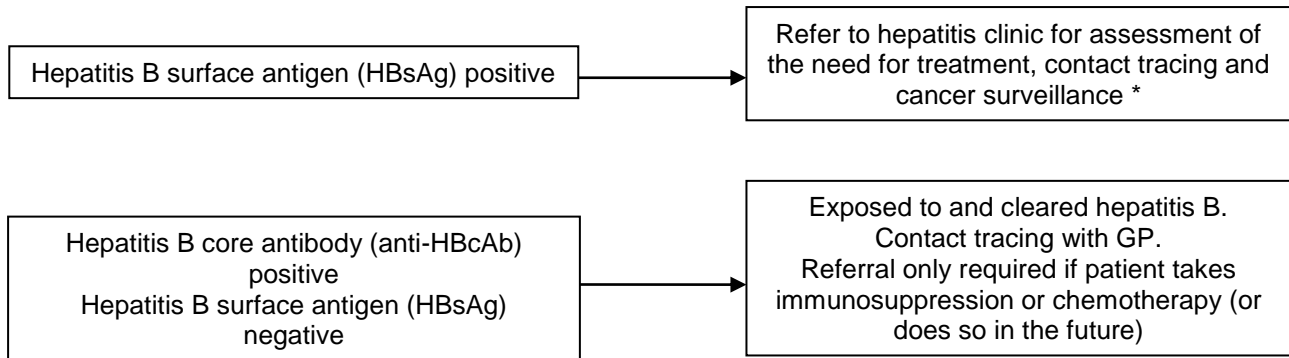 Hepatitis B surface antigen (HBsAg) positive
Refer to hepatitis clinic for assessment of
the need for treatment, contact tracing and
cancer surveillance *
Hepatitis B core antibody (anti-HBcAb)
positive
Hepatitis B surface antigen (HBsAg)
negative
Exposed to and cleared hepatitis B.
Contact tracing with GP.
Referral only required if patient takes
immunosuppression or chemotherapy (or
does so in the future)